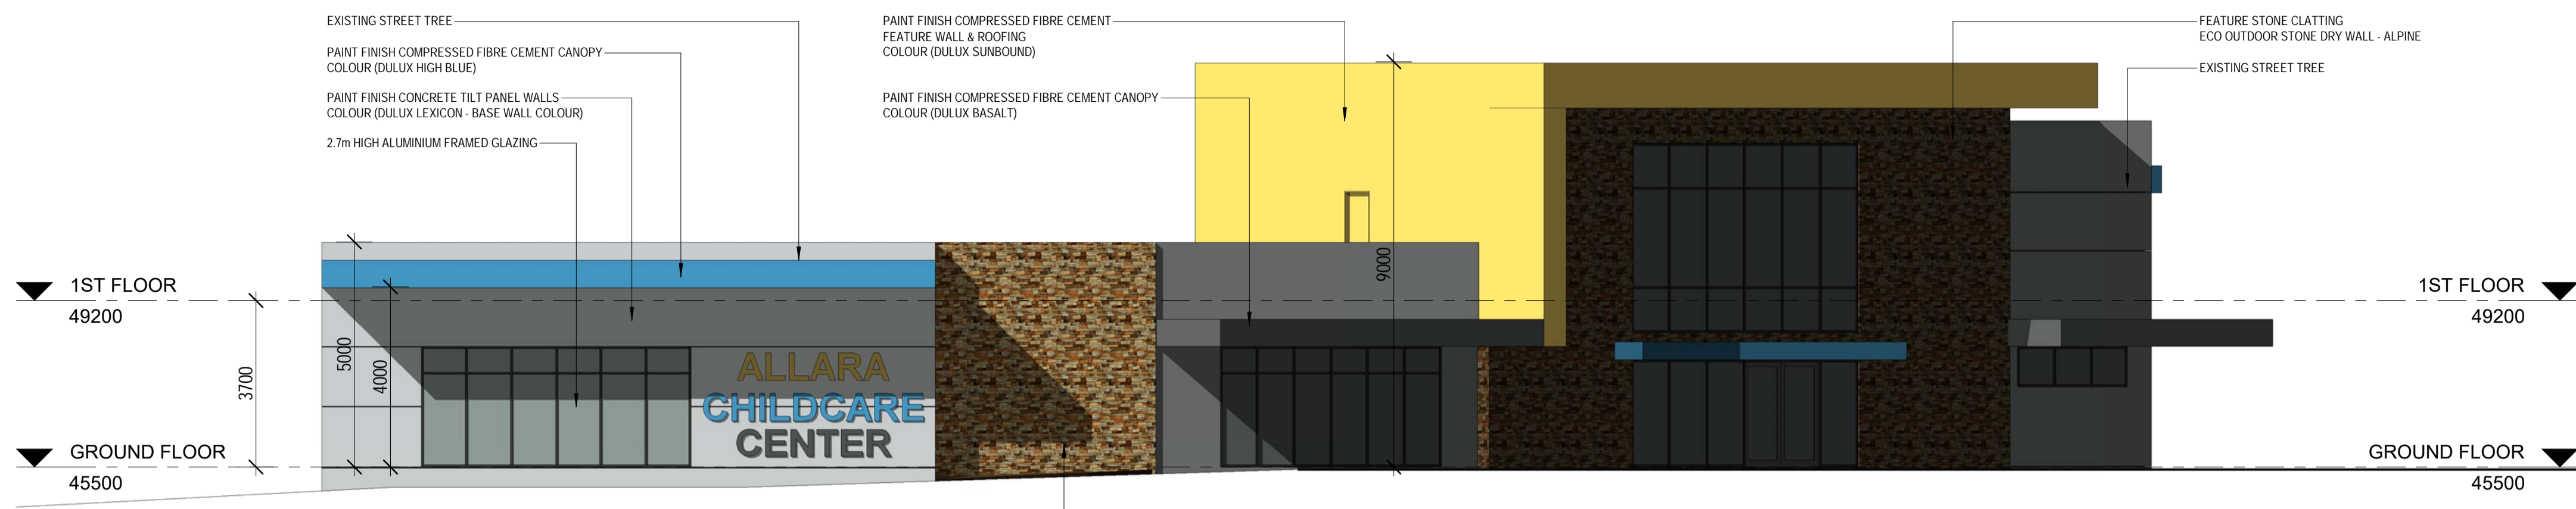 EXISTING STREET TREE
PAINT FINISH COMPRESSED FIBRE CEMENT CANOPY
COLOUR (DULUX HIGH BLUE)
PAINT FINISH CONCRETE TILT PANEL WALLS
COLOUR (DULUX LEXICON - BASE WALL COLOUR)
2.7m HIGH ALUMINIUM FRAMED GLAZING
PAINT FINISH COMPRESSED FIBRE CEMENT
FEATURE WALL & ROOFING
COLOUR (DULUX SUNBOUND)
PAINT FINISH COMPRESSED FIBRE CEMENT CANOPY
COLOUR (DULUX BASALT)
FEATURE STONE CLATTING
ECO OUTDOOR STONE DRY WALL - ALPINE
EXISTING STREET TREE
1ST FLOOR
49200
GROUND FLOOR
45500
3700
5000
4000
ALLARA
CHILDCARE
CENTER
9000
1ST FLOOR
49200
GROUND FLOOR
45500